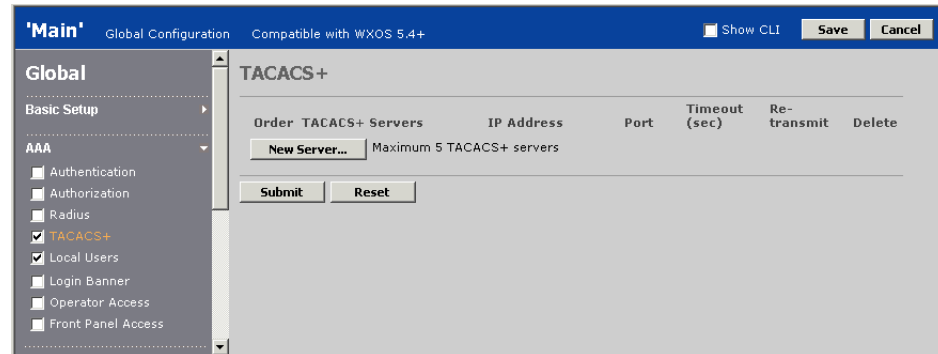 'Main' Global Configuration Compatible with WXOS 5.4+ Show CLI Save Cancel
Global
Basic Setup
AAA
Authentication
Authorization
Radius
TACACS+
Local Users
Login Banner
Operator Access
Front Panel Access
TACACS+
Order TACACS+ Servers IP Address Port Timeout (sec) Re-transmit Delete
New Server... Maximum 5 TACACS+ servers
Submit Reset